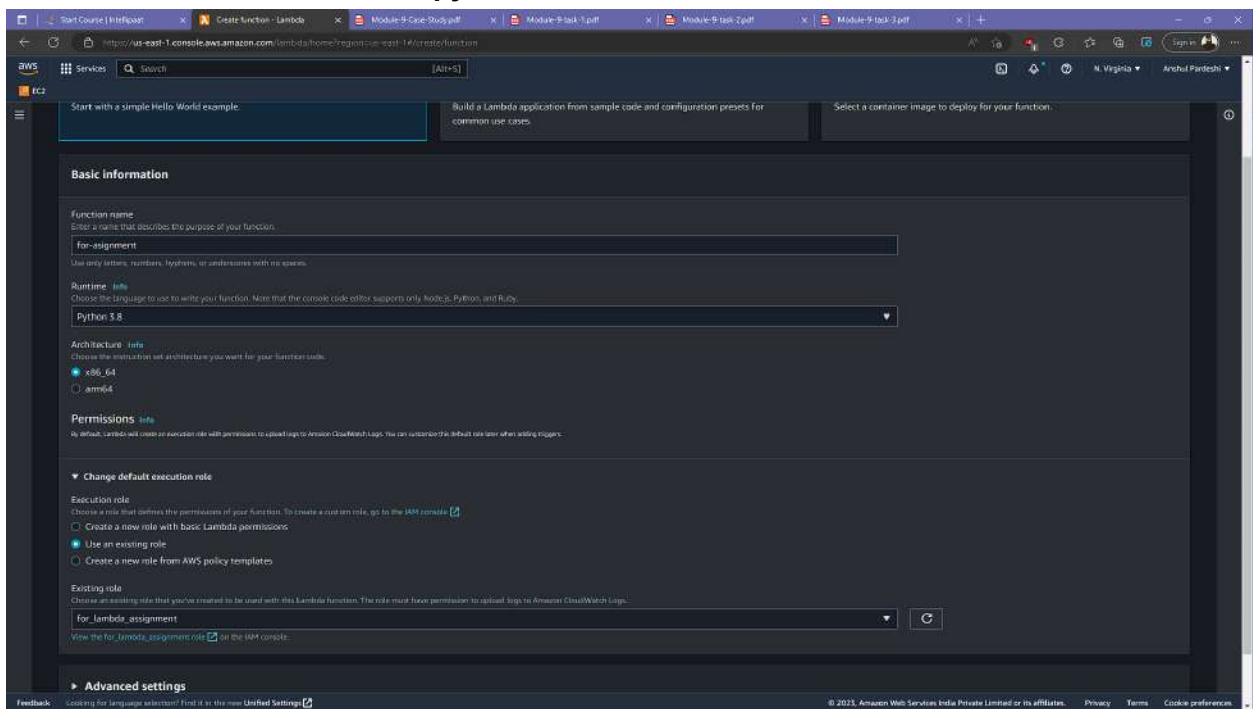 Start Course | Intellipaat
Create function - Lambda
Module-9-Case-Study.pdf
Module-9-task-1.pdf
Module-9-task-2.pdf
Module-9-task-3.pdf
https://us-east-1.console.aws.amazon.com/lambda/home?region=us-east-1#/create/function
Sign in
aws
Services
Search
[Alt+S]
N. Virginia
Anshul Pardeshi
EC2
Start with a simple Hello World example.
Build a Lambda application from sample code and configuration presets for
common use cases.
Select a container image to deploy for your function.
Basic information
Function name
Enter a name that describes the purpose of your function.
for-asignment
Use only letters, numbers, hyphens, or underscores with no spaces.
Runtime Info
Choose the language to use to write your function. Note that the console code editor supports only Node.js, Python, and Ruby.
Python 3.8
Architecture Info
Choose the instruction set architecture you want for your function code.
x86_64
arm64
Permissions Info
By default, Lambda will create an execution role with permissions to upload logs to Amazon CloudWatch Logs. You can customize this default role later when adding triggers.
Change default execution role
Execution role
Choose a role that defines the permissions of your function. To create a custom role, go to the IAM console
Create a new role with basic Lambda permissions
Use an existing role
Create a new role from AWS policy templates
Existing role
Choose an existing role that you've created to be used with this Lambda function. The role must have permission to upload logs to Amazon CloudWatch Logs.
for_lambda_assignment
View the for_lambda_assignment role on the IAM console.
Advanced settings
Feedback
Looking for language selection? Find it in the new Unified Settings
© 2023, Amazon Web Services India Private Limited or its affiliates.
Privacy
Terms
Cookie preferences